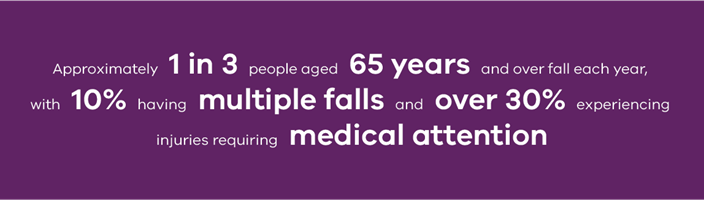 Approximately 1 in 3 people aged 65 years and over fall each year,
with 10% having multiple falls and over 30% experiencing
injuries requiring medical attention